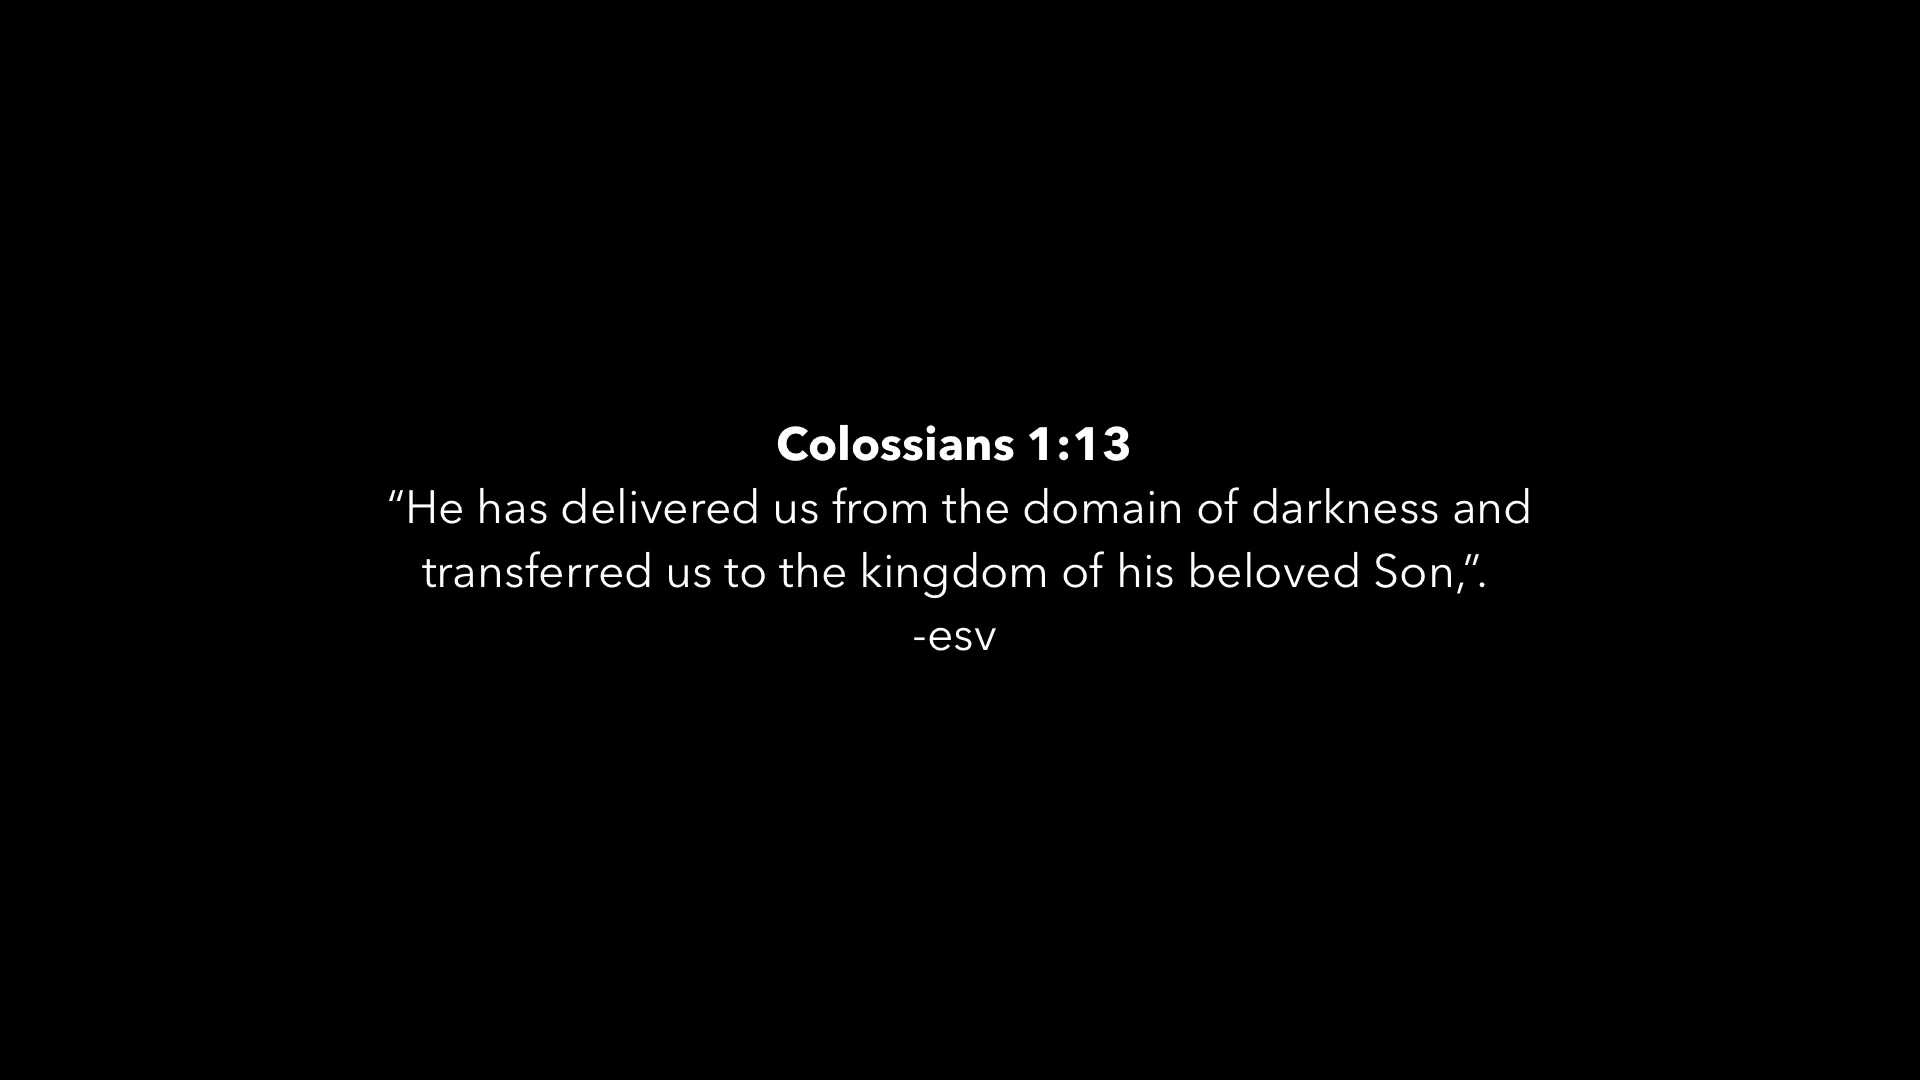 Colossians 1:13
“He has delivered us from the domain of darkness and
transferred us to the kingdom of his beloved Son,”.
-esv